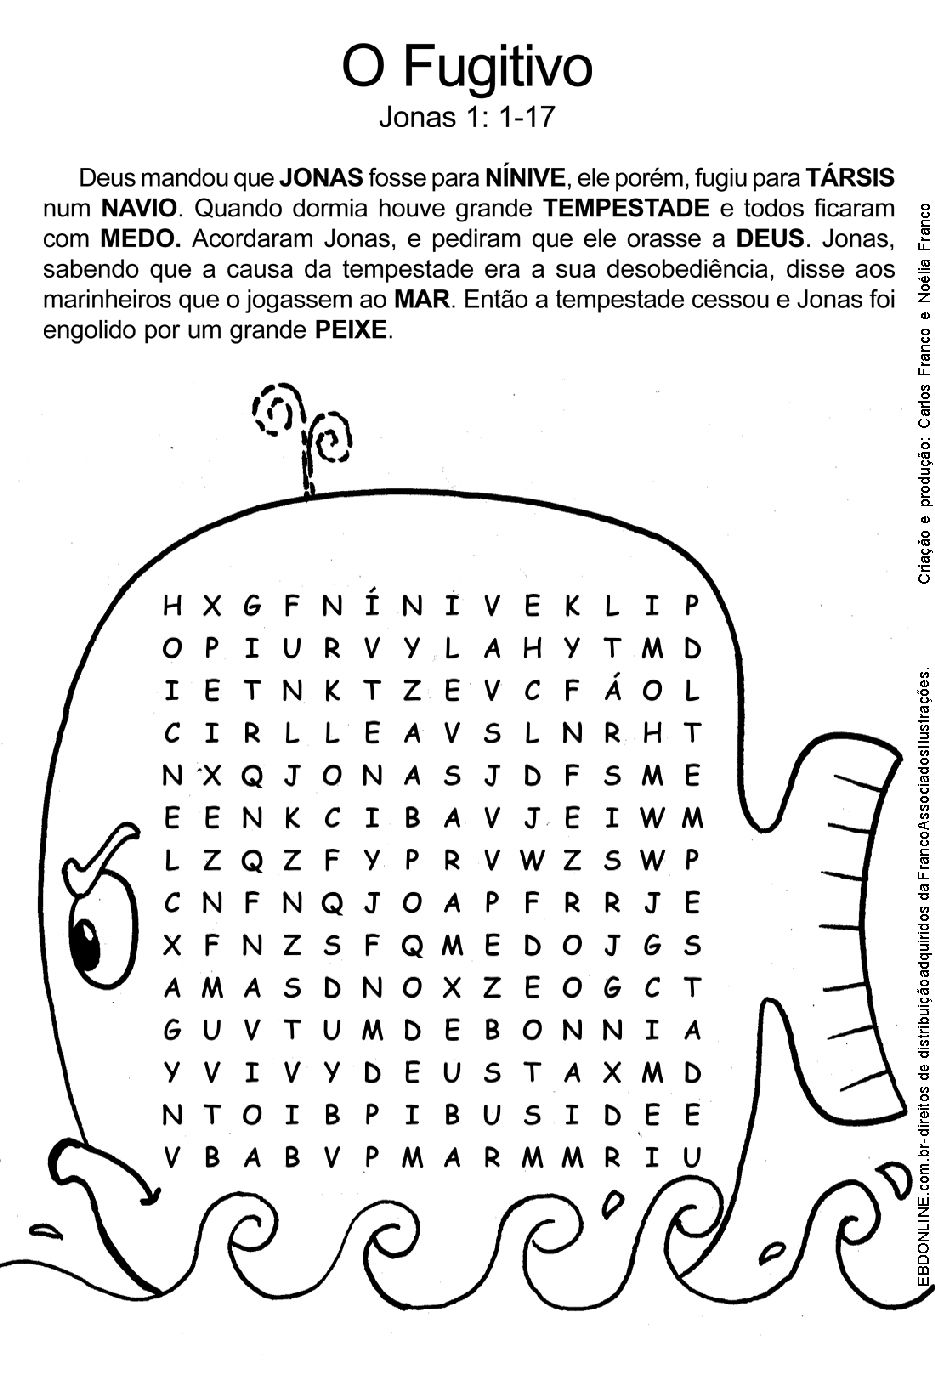 O Fugitivo
Jonas 1: 1-17
Deus mandou que JONAS fosse para NÍNIVE, ele porém, fugiu para TÁRSIS
num NAVIO. Quando dormia houve grande TEMPESTADE e todos ficaram
com MEDO. Acordaram Jonas, e pediram que ele orasse a DEUS. Jonas,
sabendo que a causa da tempestade era a sua desobediência, disse aos
marinheiros que o jogassem ao MAR. Então a tempestade cessou e Jonas foi
engolido por um grande PEIXE.
H X G F N Í N I V E K L I P
O P I U R V Y L A H Y T M D
I E T N K T Z E V C F Á O L
C I R L L E A V S L N R H T
N X Q J O N A S J D F S M E
E E N K C I B A V J E I W M
L Z Q Z F Y P R V W Z S W P
C N F N Q J O A P F R R J E
X F N Z S F Q M E D O J G S
A M A S D N O X Z E O G C T
G U V T U M D E B O N N I A
Y V I V Y D E U S T A X M D
N T O I B P I B U S I D E E
V B A B V P M A R M M R I U
EBDONLINE.com.br-direitos de distribuição adquiridos da FrancoAssociadosIlustrações. Criação e produção: Carlos Franco e Noélia Franco